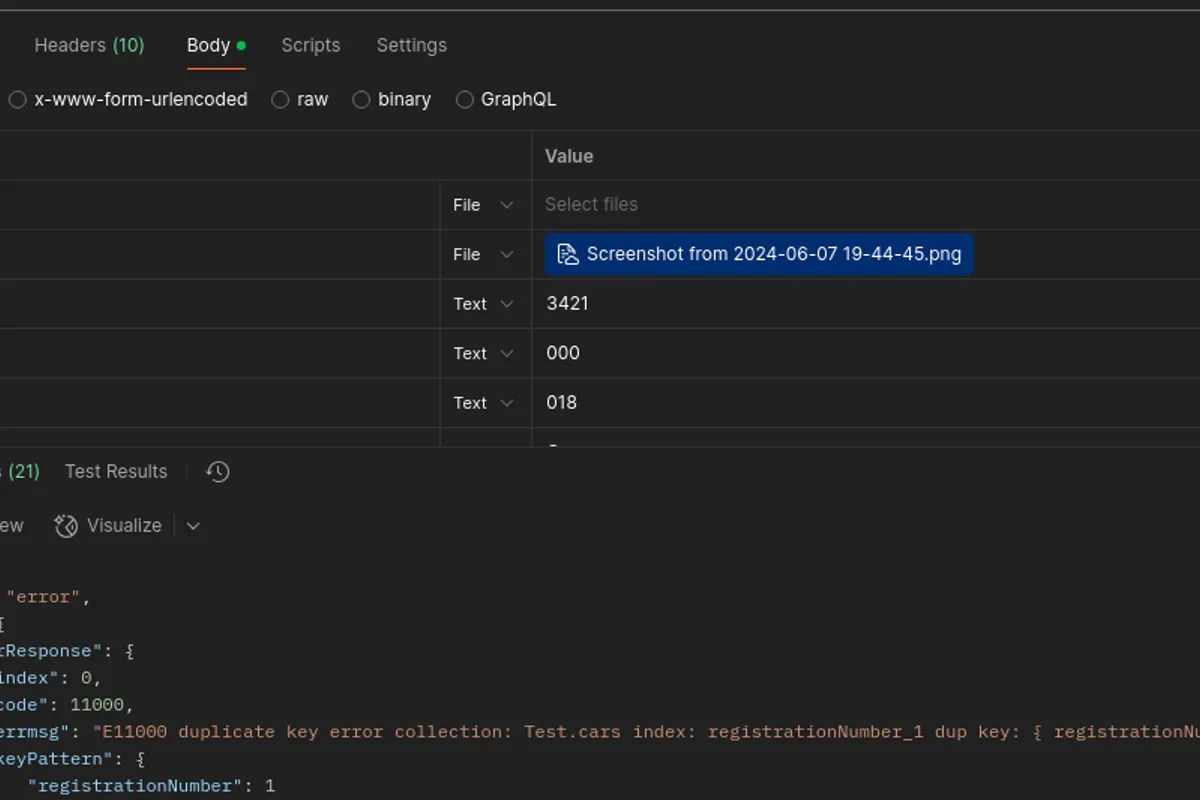 Headers (10) Body Scripts Settings
x-www-form-urlencoded raw binary GraphQL
Value
File Select files
File Screenshot from 2024-06-07 19-44-45.png
Text 3421
Text 000
Text 018
(21) Test Results
ew Visualize
"error",
{
rResponse": {
index": 0,
code": 11000,
errmsg": "E11000 duplicate key error collection: Test.cars index: registrationNumber_1 dup key: { registrationNu
keyPattern": {
"registrationNumber": 1